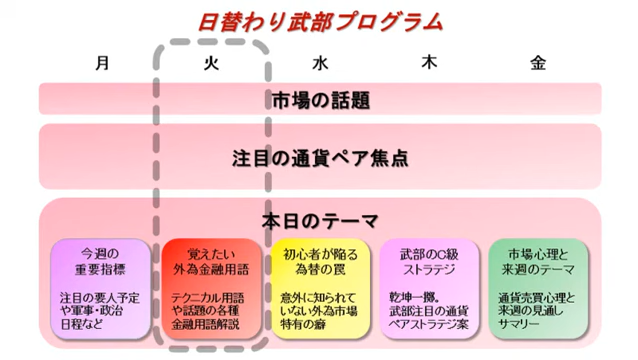 日替わり武部プログラム
月 火 水 木 金
市場の話題
注目の通貨ペア焦点
本日のテーマ
今週の
重要指標
注目の要人予定
や軍事・政治
日程など
覚えたい
外為金融用語
テクニカル用語
や話題の各種
金融用語解説
初心者が陥る
為替の罠
意外に知られて
いない外為市場
特有の癖
武部のC級
ストラテジ
乾坤一擲。
武部注目の通貨
ペアストラテジ案
市場心理と
来週のテーマ
通貨売買心理と
来週の見通し
サマリー